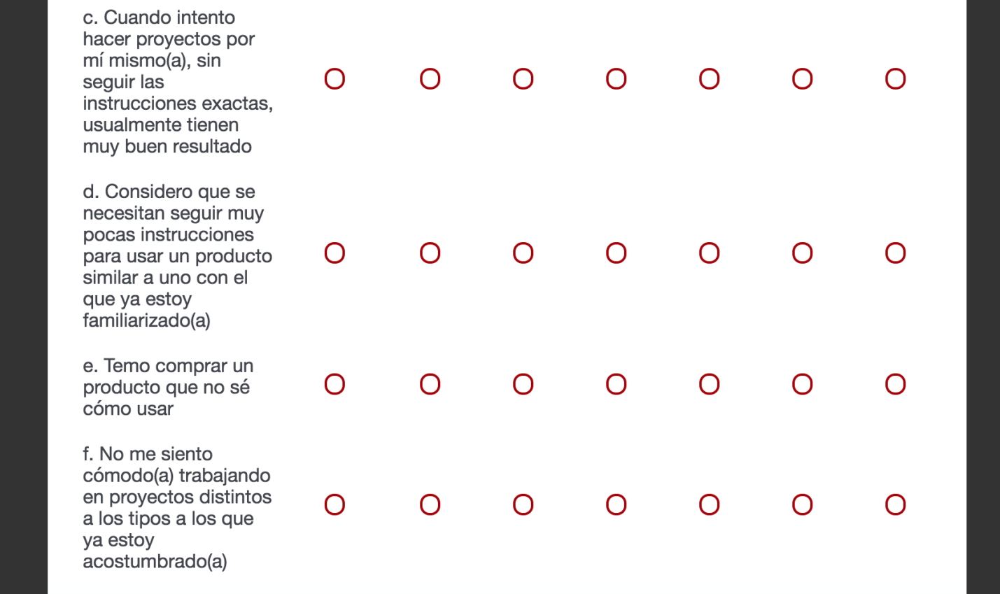 c. Cuando intento
hacer proyectos por
mí mismo(a), sin
seguir las
instrucciones exactas,
usualmente tienen
muy buen resultado
d. Considero que se
necesitan seguir muy
pocas instrucciones
para usar un producto
similar a uno con el
que ya estoy
familiarizado(a)
e. Temo comprar un
producto que no sé
cómo usar
f. No me siento
cómodo(a) trabajando
en proyectos distintos
a los tipos a los que
ya estoy
acostumbrado(a)